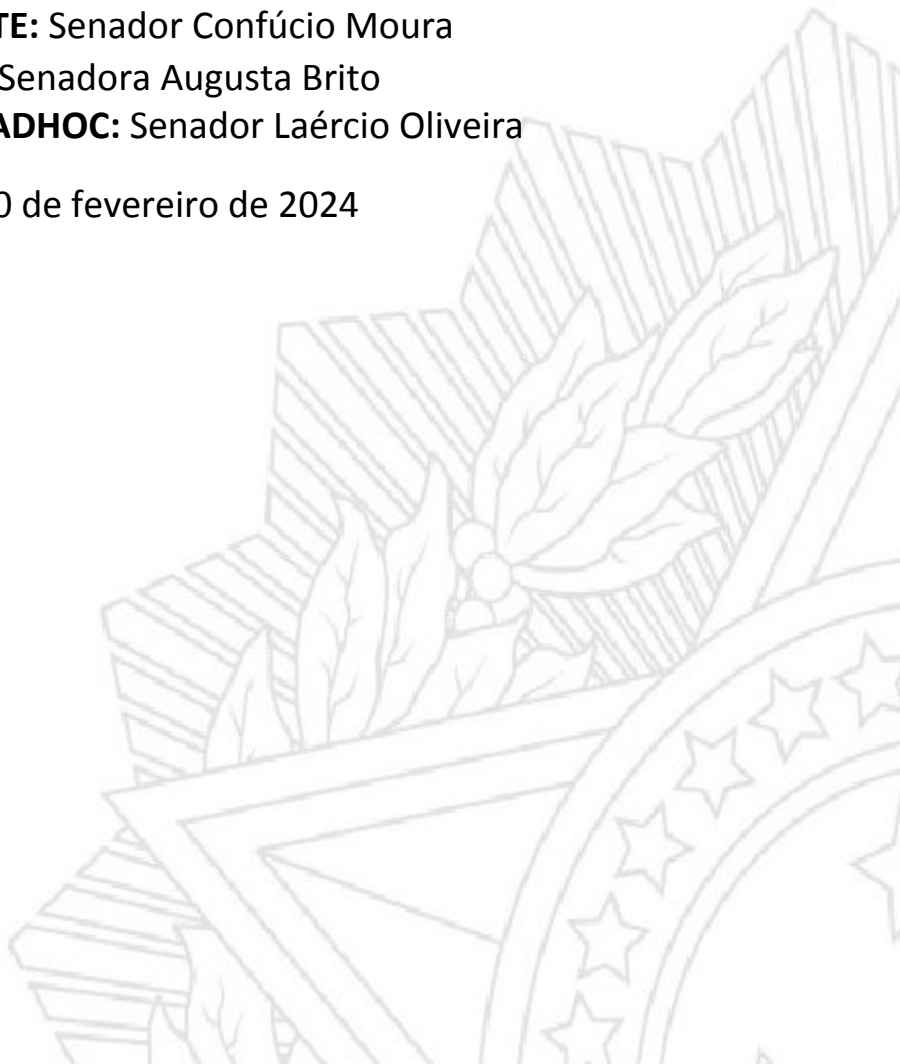 TE: Senador Confúcio Moura
Senadora Augusta Brito
ADHOC: Senador Laércio Oliveira
0 de fevereiro de 2024